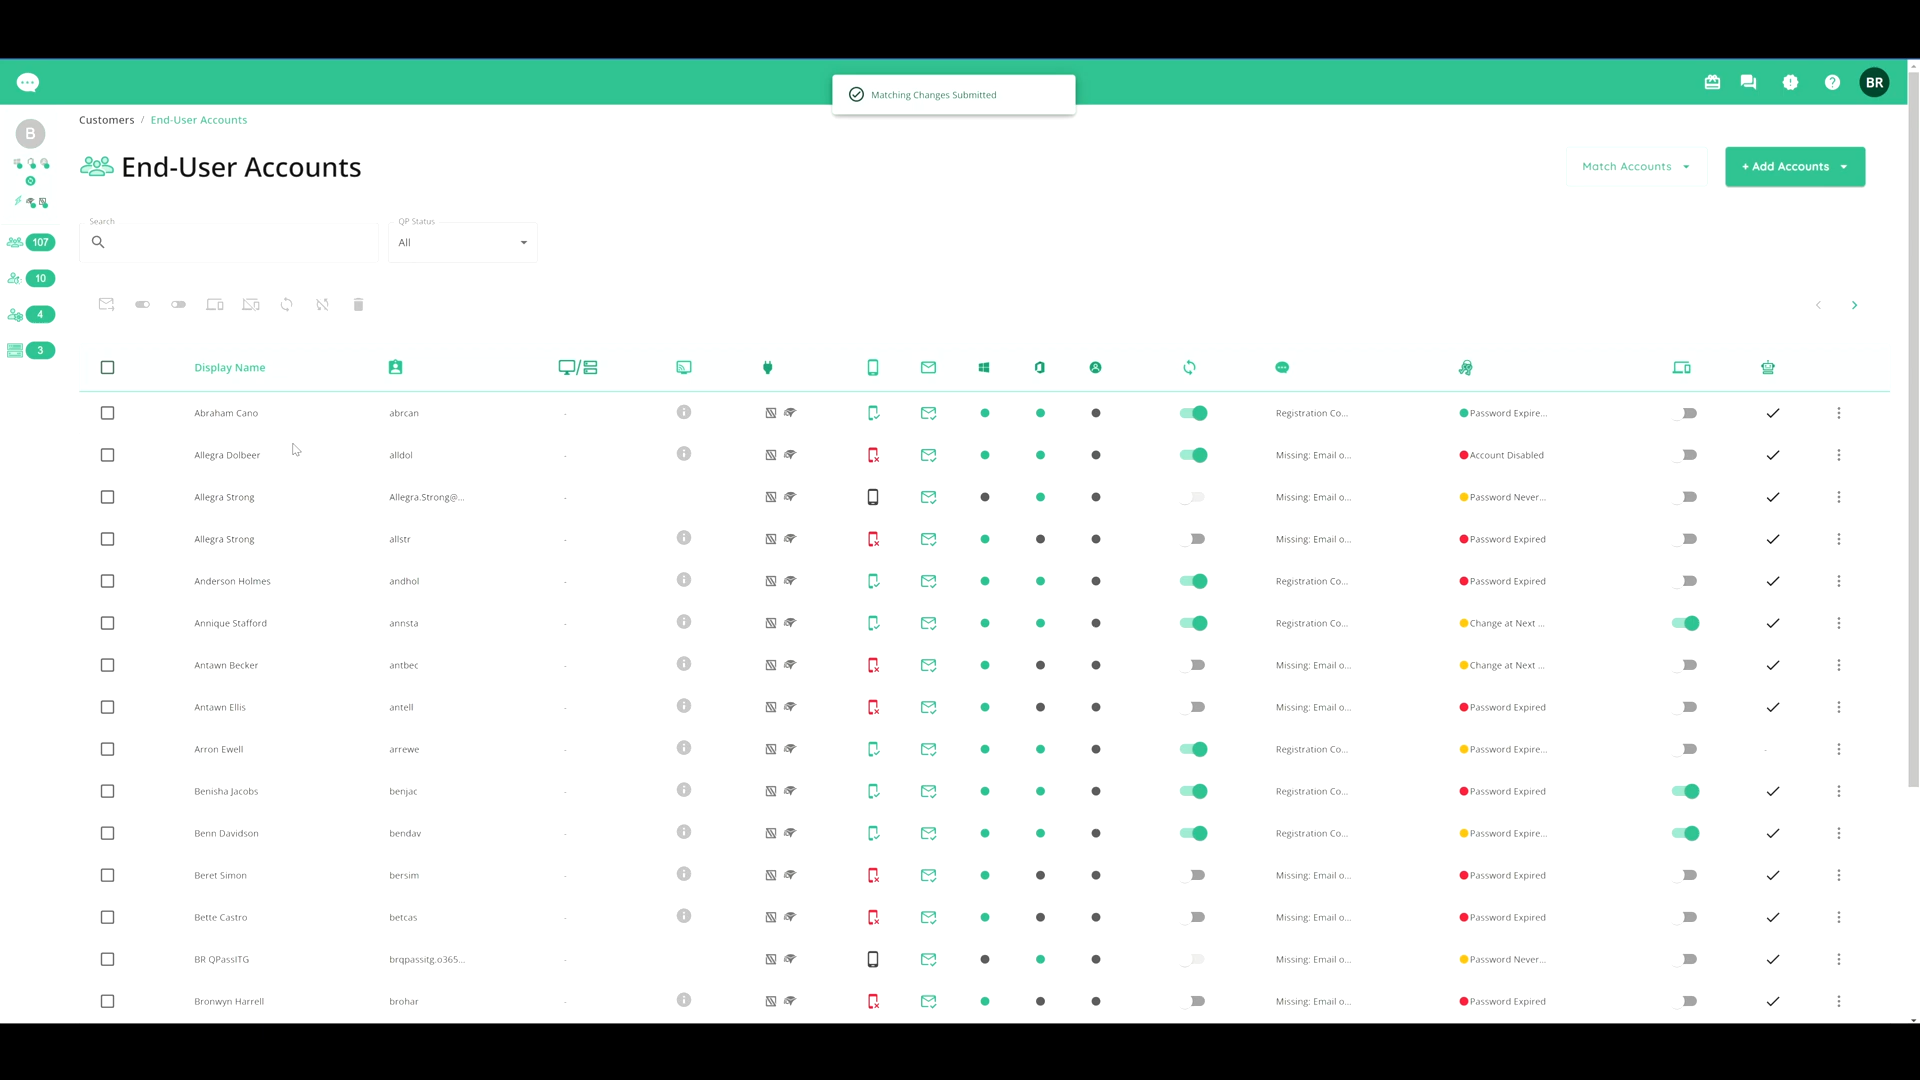 Matching Changes Submitted
BR
Customers / End-User Accounts
B
End-User Accounts
Match Accounts
+ Add Accounts
Search
QP Status
All
107
10
4
3
Display Name
Abraham Cano abrcan - Registration Co... Password Expire...
Allegra Dolbeer alldol - Missing: Email o... Account Disabled
Allegra Strong Allegra.Strong@... - Missing: Email o... Password Never...
Allegra Strong allstr - Missing: Email o... Password Expired
Anderson Holmes andhol - Registration Co... Password Expired
Annique Stafford annsta - Registration Co... Change at Next ...
Antawn Becker antbec - Missing: Email o... Change at Next ...
Antawn Ellis antell - Missing: Email o... Password Expired
Arron Ewell arrewe - Registration Co... Password Expire... -
Benisha Jacobs benjac - Registration Co... Password Expired
Benn Davidson bendav - Registration Co... Password Expire...
Beret Simon bersim - Missing: Email o... Password Expired
Bette Castro betcas - Missing: Email o... Password Expired
BR QPassITG brqpassitg.o365... - Missing: Email o... Password Never...
Bronwyn Harrell brohar - Missing: Email o... Password Expired